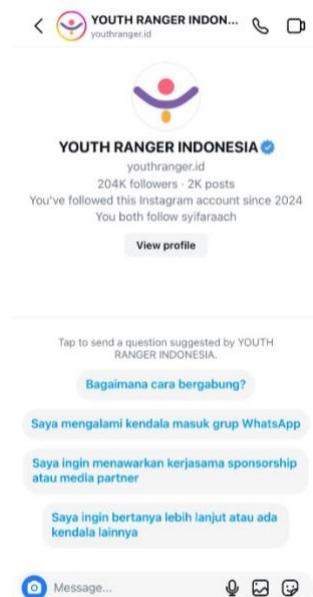 YOUTH RANGER INDON...
youthranger.id
YOUTH RANGER INDONESIA
youthranger.id
204K followers · 2K posts
You've followed this Instagram account since 2024
You both follow syifaraach
View profile
Tap to send a question suggested by YOUTH
RANGER INDONESIA.
Bagaimana cara bergabung?
Saya mengalami kendala masuk grup WhatsApp
Saya ingin menawarkan kerjasama sponsorship
atau media partner
Saya ingin bertanya lebih lanjut atau ada
kendala lainnya
Message...